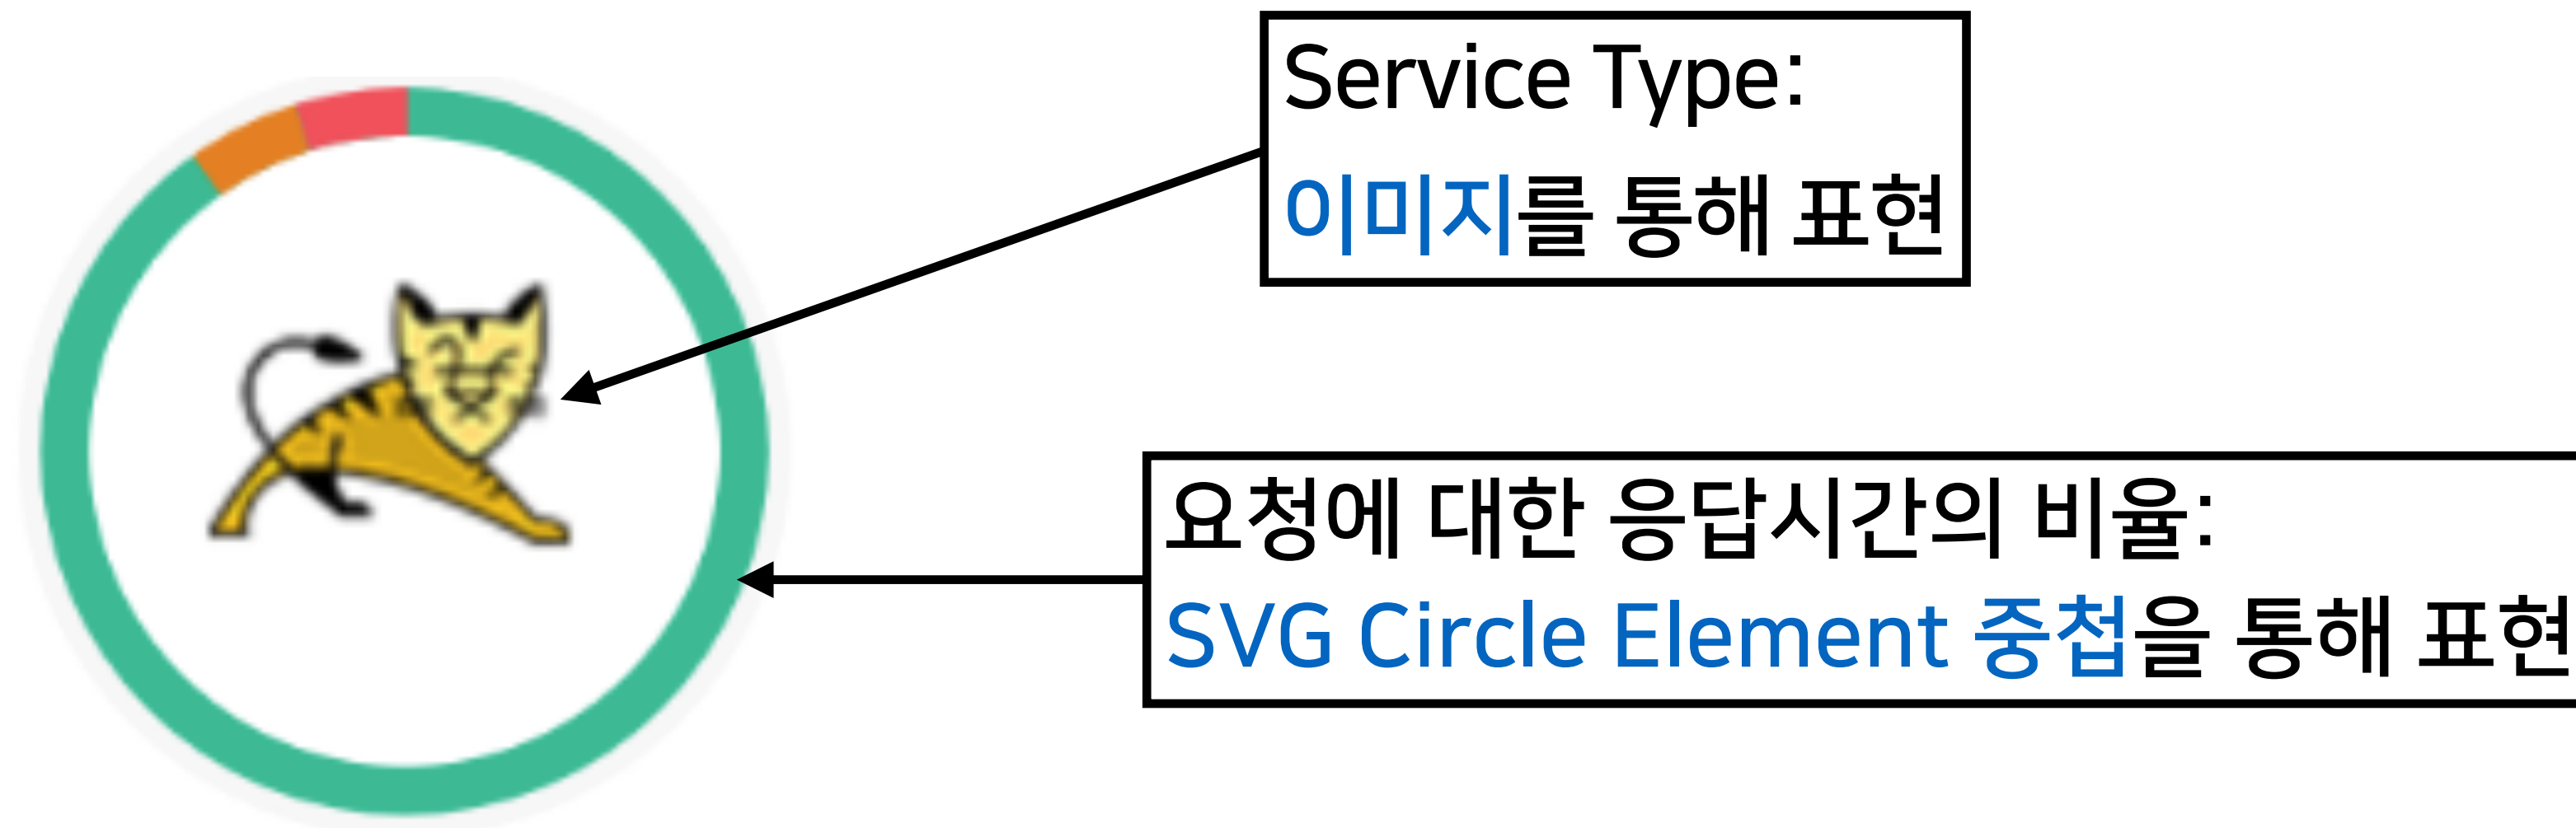 Service Type:
이미지를 통해 표현
요청에 대한 응답시간의 비율:
SVG Circle Element 중첩을 통해 표현